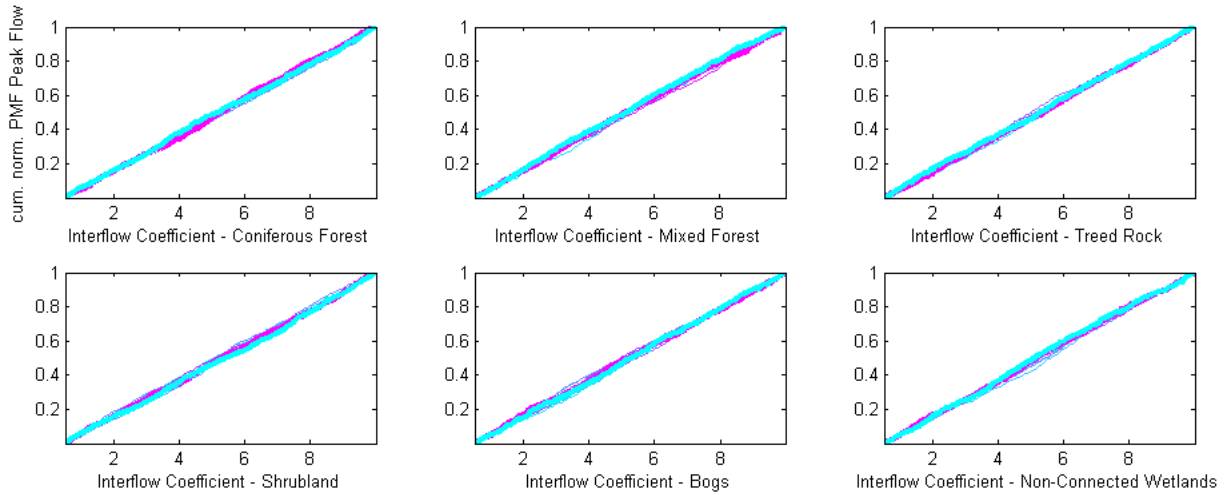 cum. norm. PMF Peak Flow
1
0.8
0.6
0.4
0.2
2 4 6 8
Interflow Coefficient - Coniferous Forest
1
0.8
0.6
0.4
0.2
2 4 6 8
Interflow Coefficient - Mixed Forest
1
0.8
0.6
0.4
0.2
2 4 6 8
Interflow Coefficient - Treed Rock
1
0.8
0.6
0.4
0.2
2 4 6 8
Interflow Coefficient - Shrubland
1
0.8
0.6
0.4
0.2
2 4 6 8
Interflow Coefficient - Bogs
1
0.8
0.6
0.4
0.2
2 4 6 8
Interflow Coefficient - Non-Connected Wetlands